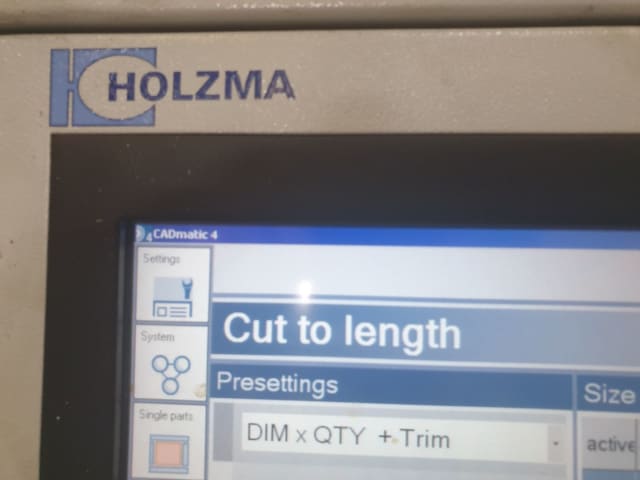 HOLZMA
CADmatic 4
Settings
Cut to length
System
Presettings
Size
DIM x QTY + Trim
active
Single parts